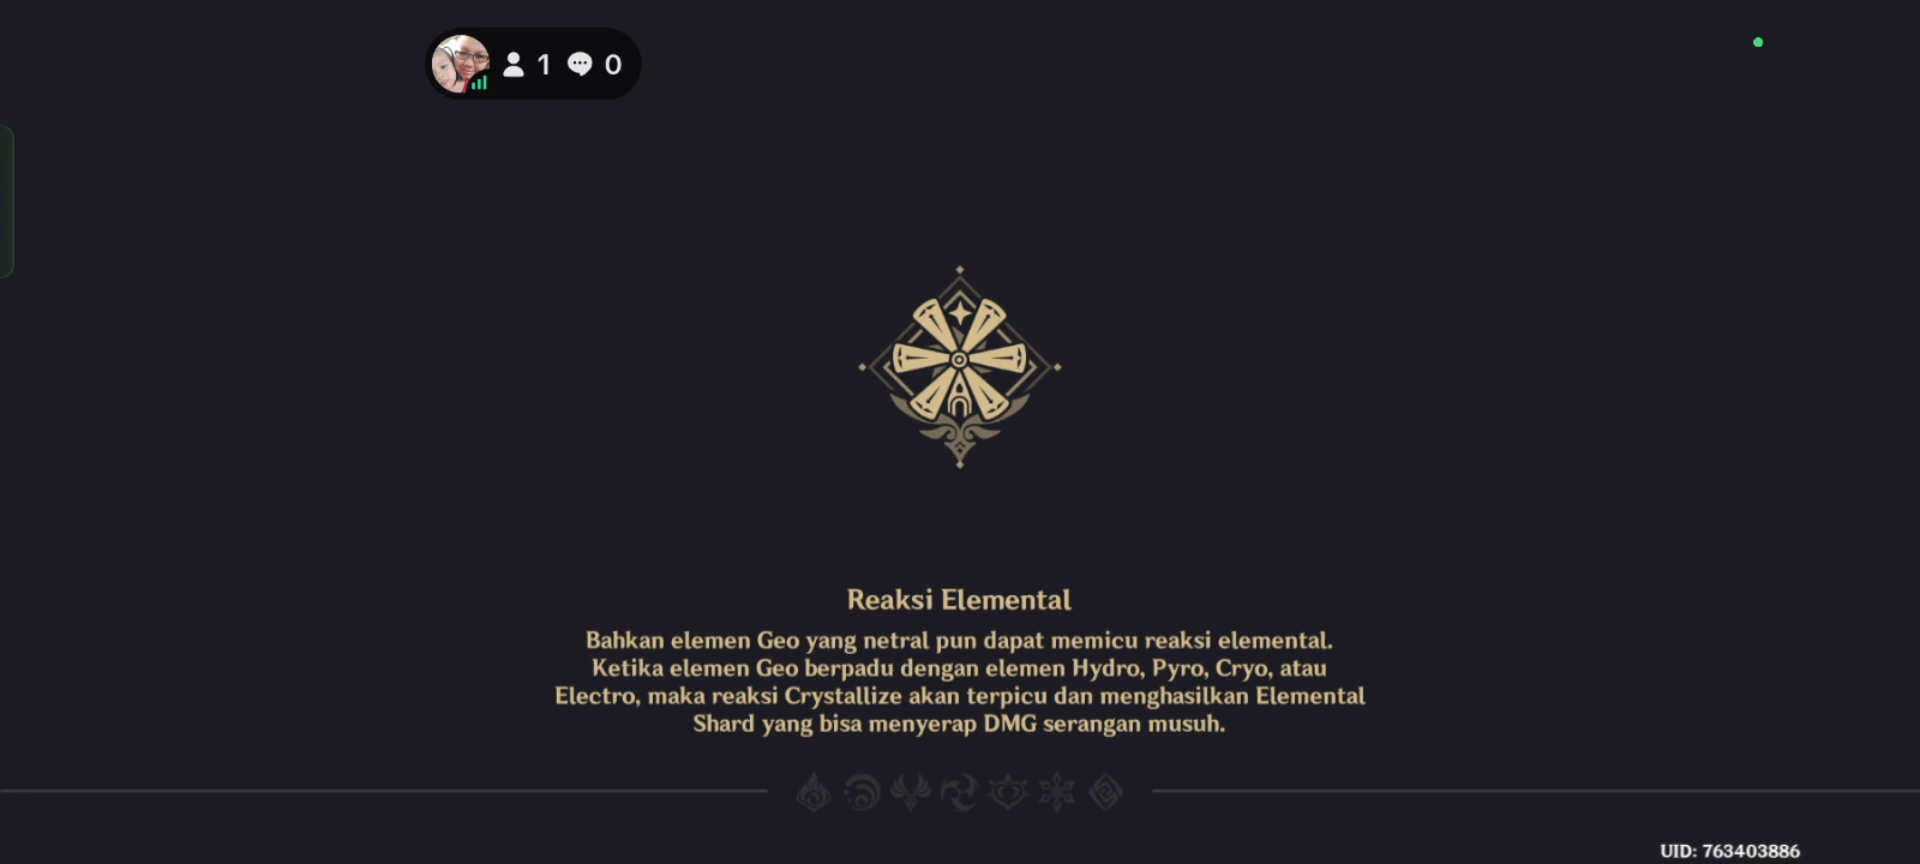 1 0
Reaksi Elemental
Bahkan elemen Geo yang netral pun dapat memicu reaksi elemental.
Ketika elemen Geo berpadu dengan elemen Hydro, Pyro, Cryo, atau
Electro, maka reaksi Crystallize akan terpicu dan menghasilkan Elemental
Shard yang bisa menyerap DMG serangan musuh.
UID: 763403886